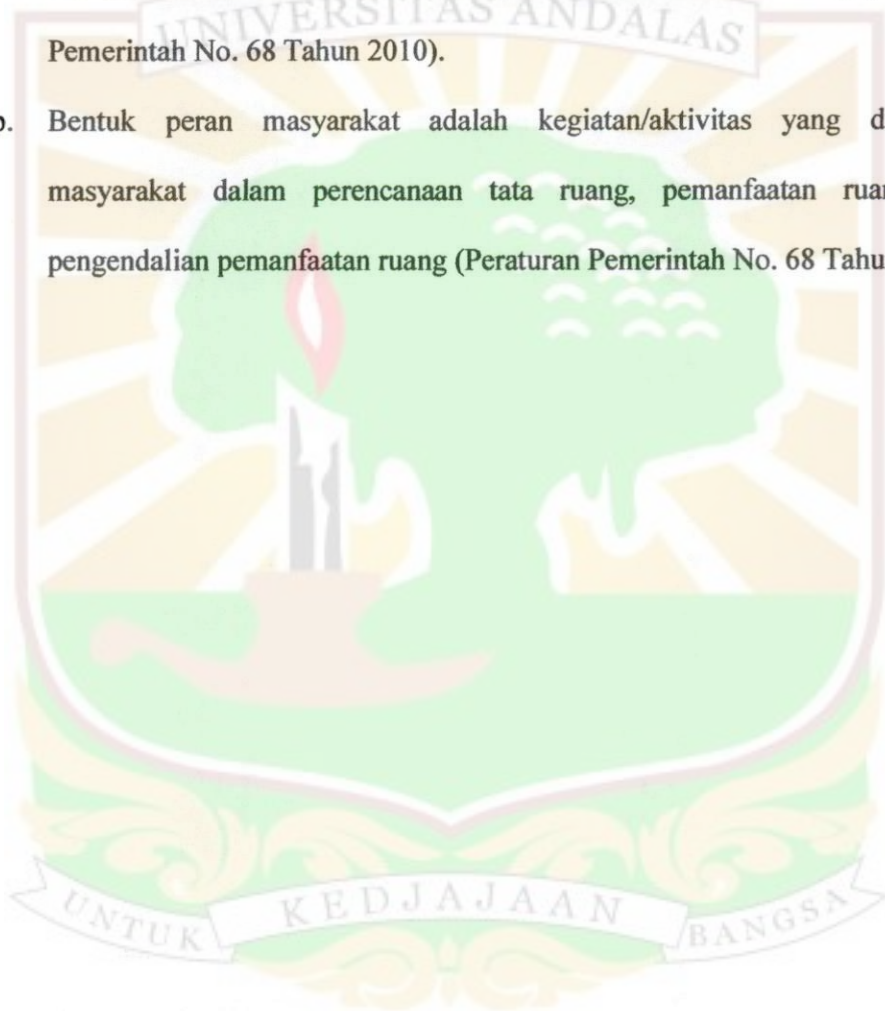 UNIVERSITAS ANDALAS
Pemerintah No. 68 Tahun 2010).
Bentuk peran masyarakat adalah kegiatan/aktivitas yang
masyarakat dalam perencanaan tata ruang, pemanfaatan
pengendalian pemanfaatan ruang (Peraturan Pemerintah No. 68
UNTUK KEDJAJAAN BANGSA